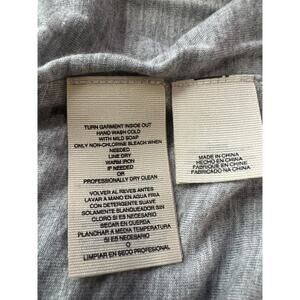 TURN GARMENT INSIDE OUT
HAND WASH COLD
WITH MILD SOAP
ONLY NON-CHLORINE BLEACH WHEN
NEEDED
LINE DRY
WARM IRON
IF NEEDED
OR
PROFESSIONALLY DRY CLEAN
VOLVER AL REVES ANTES
LAVAR A MANO EN AGUA FRIA
CON DETERGENTE SUAVE
SOLAMENTE BLANQUEADOR SIN
CLORO SI ES NECESARIO
SECAR EN CUERDA
PLANCHAR A MEDIA TEMPERATURA
SI ES NECESARIO
O
LIMPIAR EN SECO PROFESIONAL
MADE IN CHINA
HECHO EN CHINA
FABRIQUE EN CHINE
FABRICADO NA CHINA